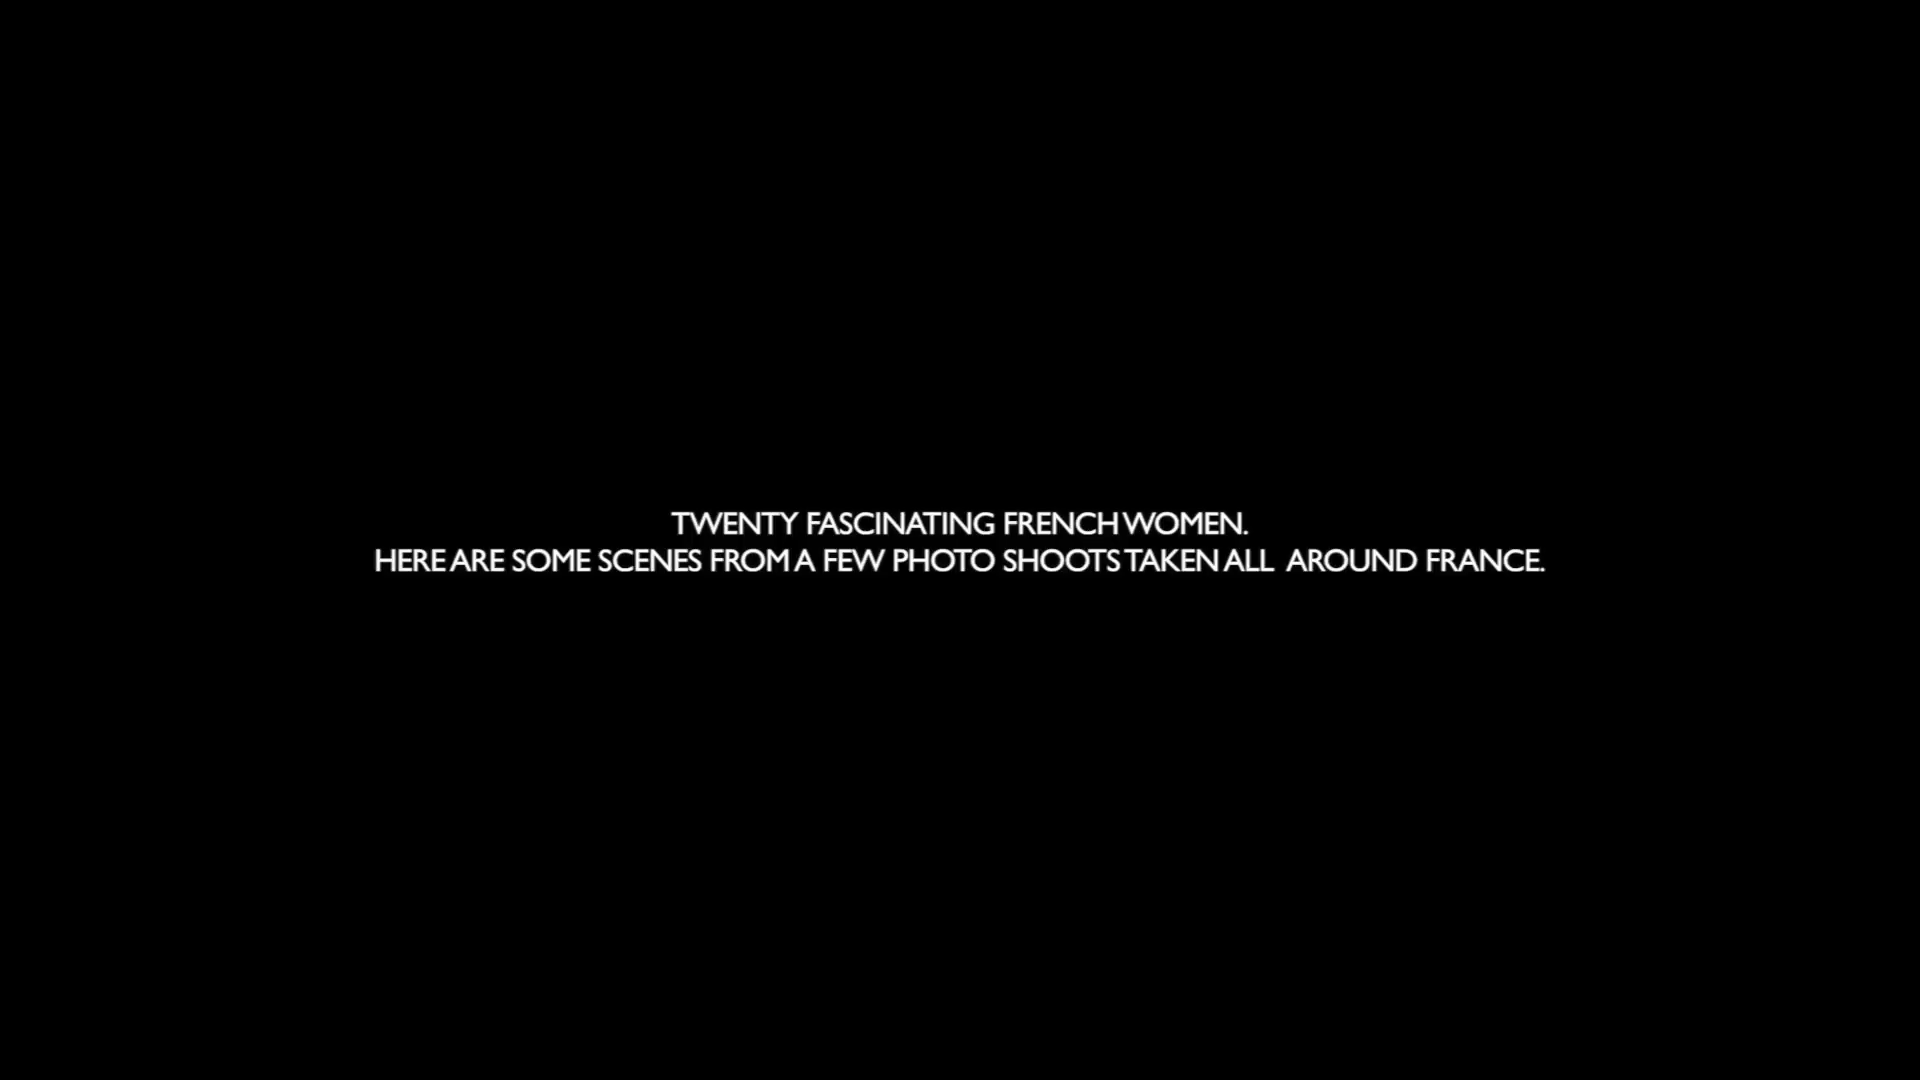 TWENTY FASCINATING FRENCH WOMEN.
HERE ARE SOME SCENES FROM A FEW PHOTO SHOOTS TAKEN ALL AROUND FRANCE.